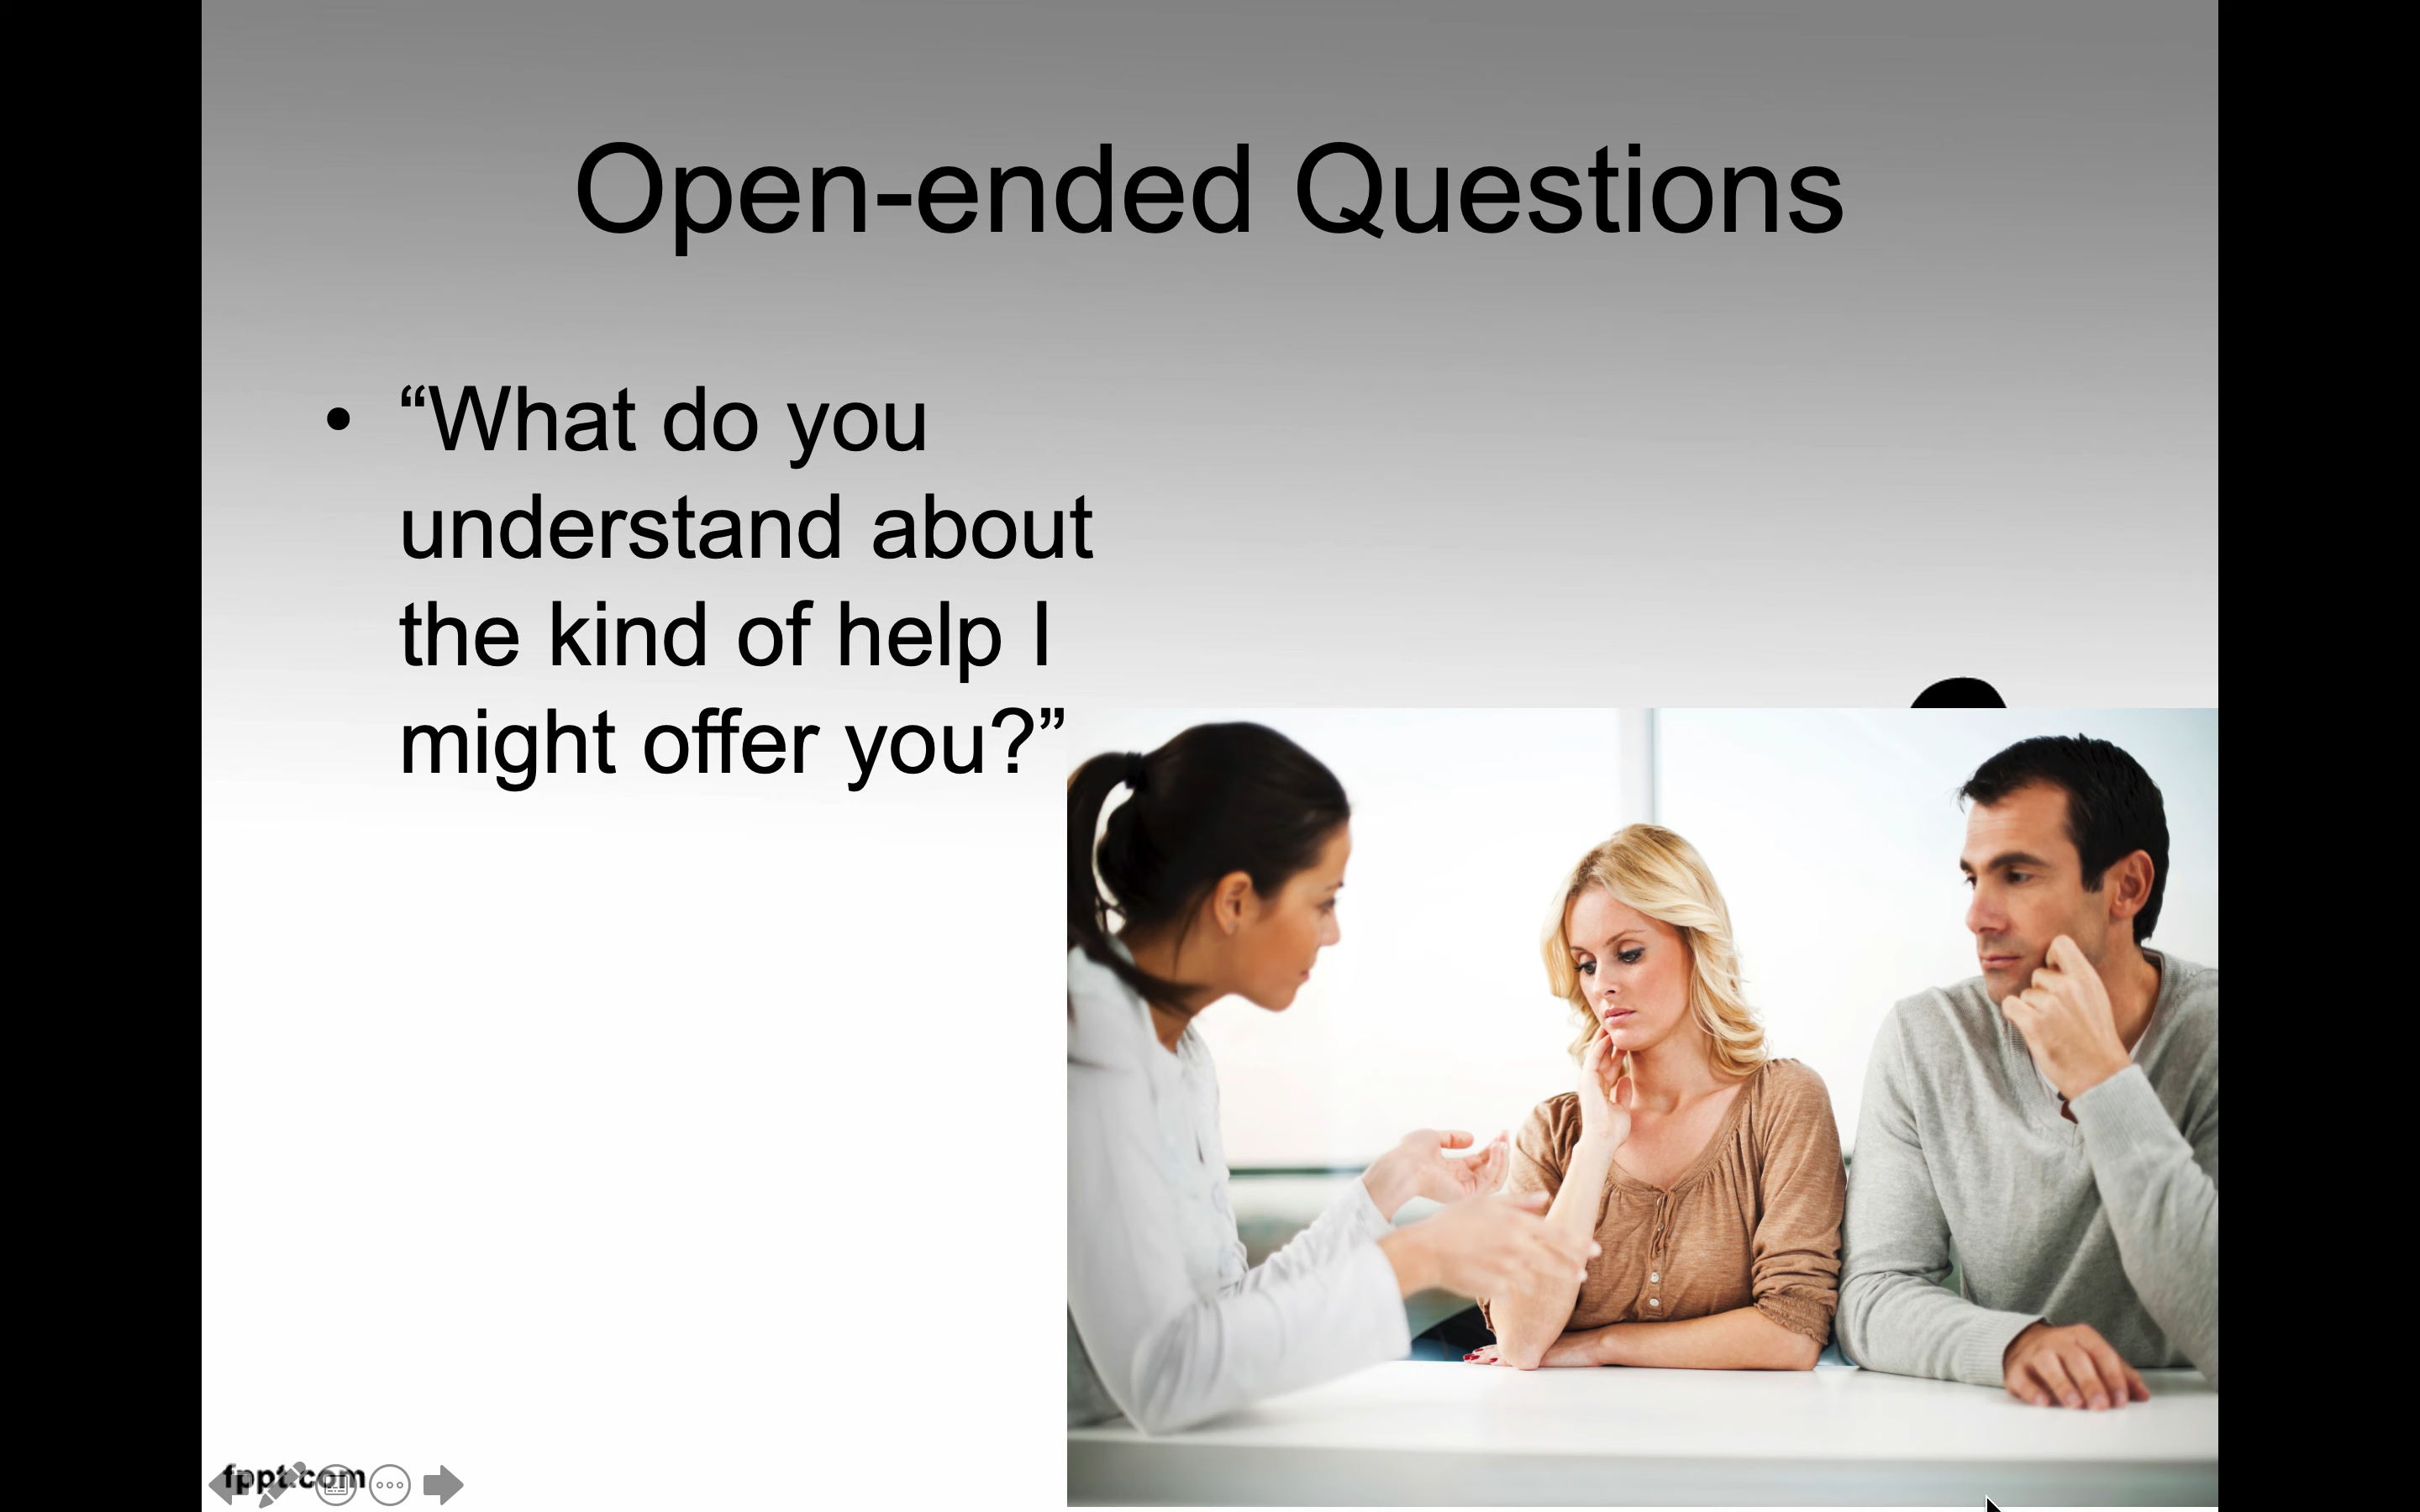 Open-ended Questions
• “What do you
understand about
the kind of help I
might offer you?”
fppt.com